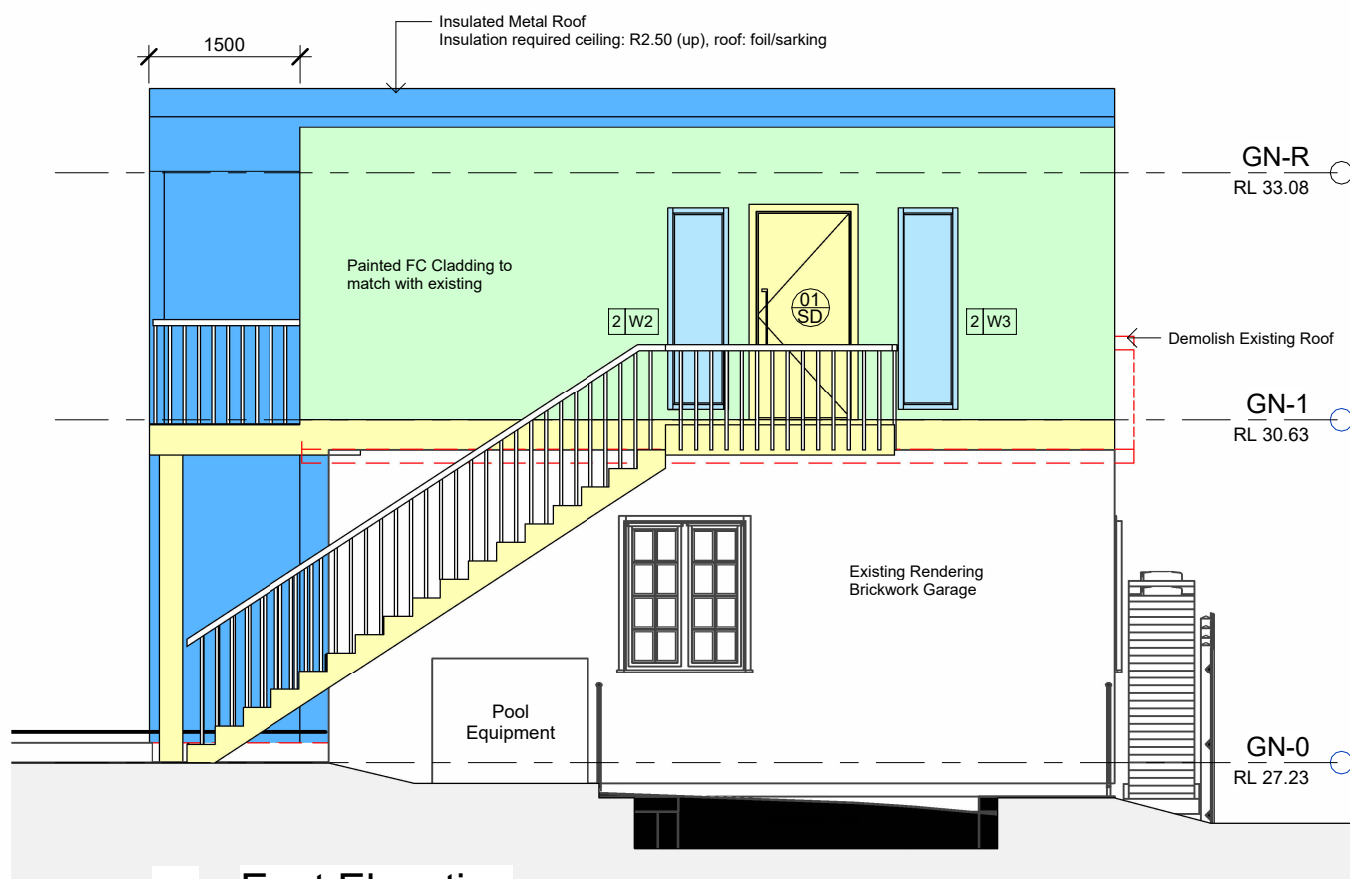 Insulated Metal Roof
Insulation required ceiling: R2.50 (up), roof: foil/sarking
1500
GN-R
RL 33.08
Painted FC Cladding to
match with existing
01
SD
2 W2
2 W3
Demolish Existing Roof
GN-1
RL 30.63
Existing Rendering
Brickwork Garage
Pool
Equipment
GN-0
RL 27.23
East Elevation